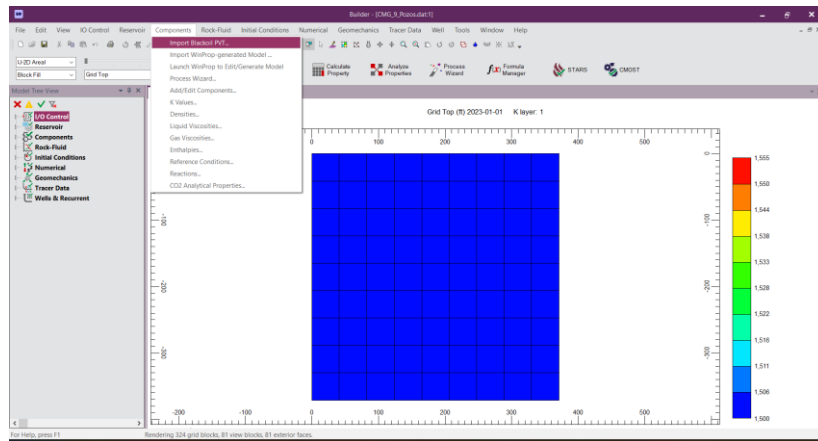 Builder - [CMG_9_Pozos.dat:1]
File Edit View IO Control Reservoir Components Rock-Fluid Initial Conditions Numerical Geomechanics Tracer Data Well Tools Window Help
IJ-2D Areal
Block Fill Grid Top
Calculate Property
Analyze Properties
Process Wizard
f(x) Formula Manager
STARS
CMOST
Import Blackoil PVT...
Import WinProp-generated Model ...
Launch WinProp to Edit/Generate Model
Process Wizard...
Add/Edit Components...
K Values...
Densities...
Liquid Viscosities...
Gas Viscosities...
Enthalpies...
Reference Conditions...
Reactions...
CO2 Analytical Properties...
Model Tree View
I/O Control
Reservoir
Components
Rock-Fluid
Initial Conditions
Numerical
Geomechanics
Tracer Data
Wells & Recurrent
Grid Top (ft) 2023-01-01 K layer: 1
0 100 200 300 400 500
0
-100
-200
-300
0
-100
-200
-300
-200 -100 0 100 200 300 400 500
1,555
1,550
1,544
1,538
1,533
1,528
1,522
1,516
1,511
1,506
1,500
For Help, press F1
Rendering 324 grid blocks, 81 view blocks, 81 exterior faces.